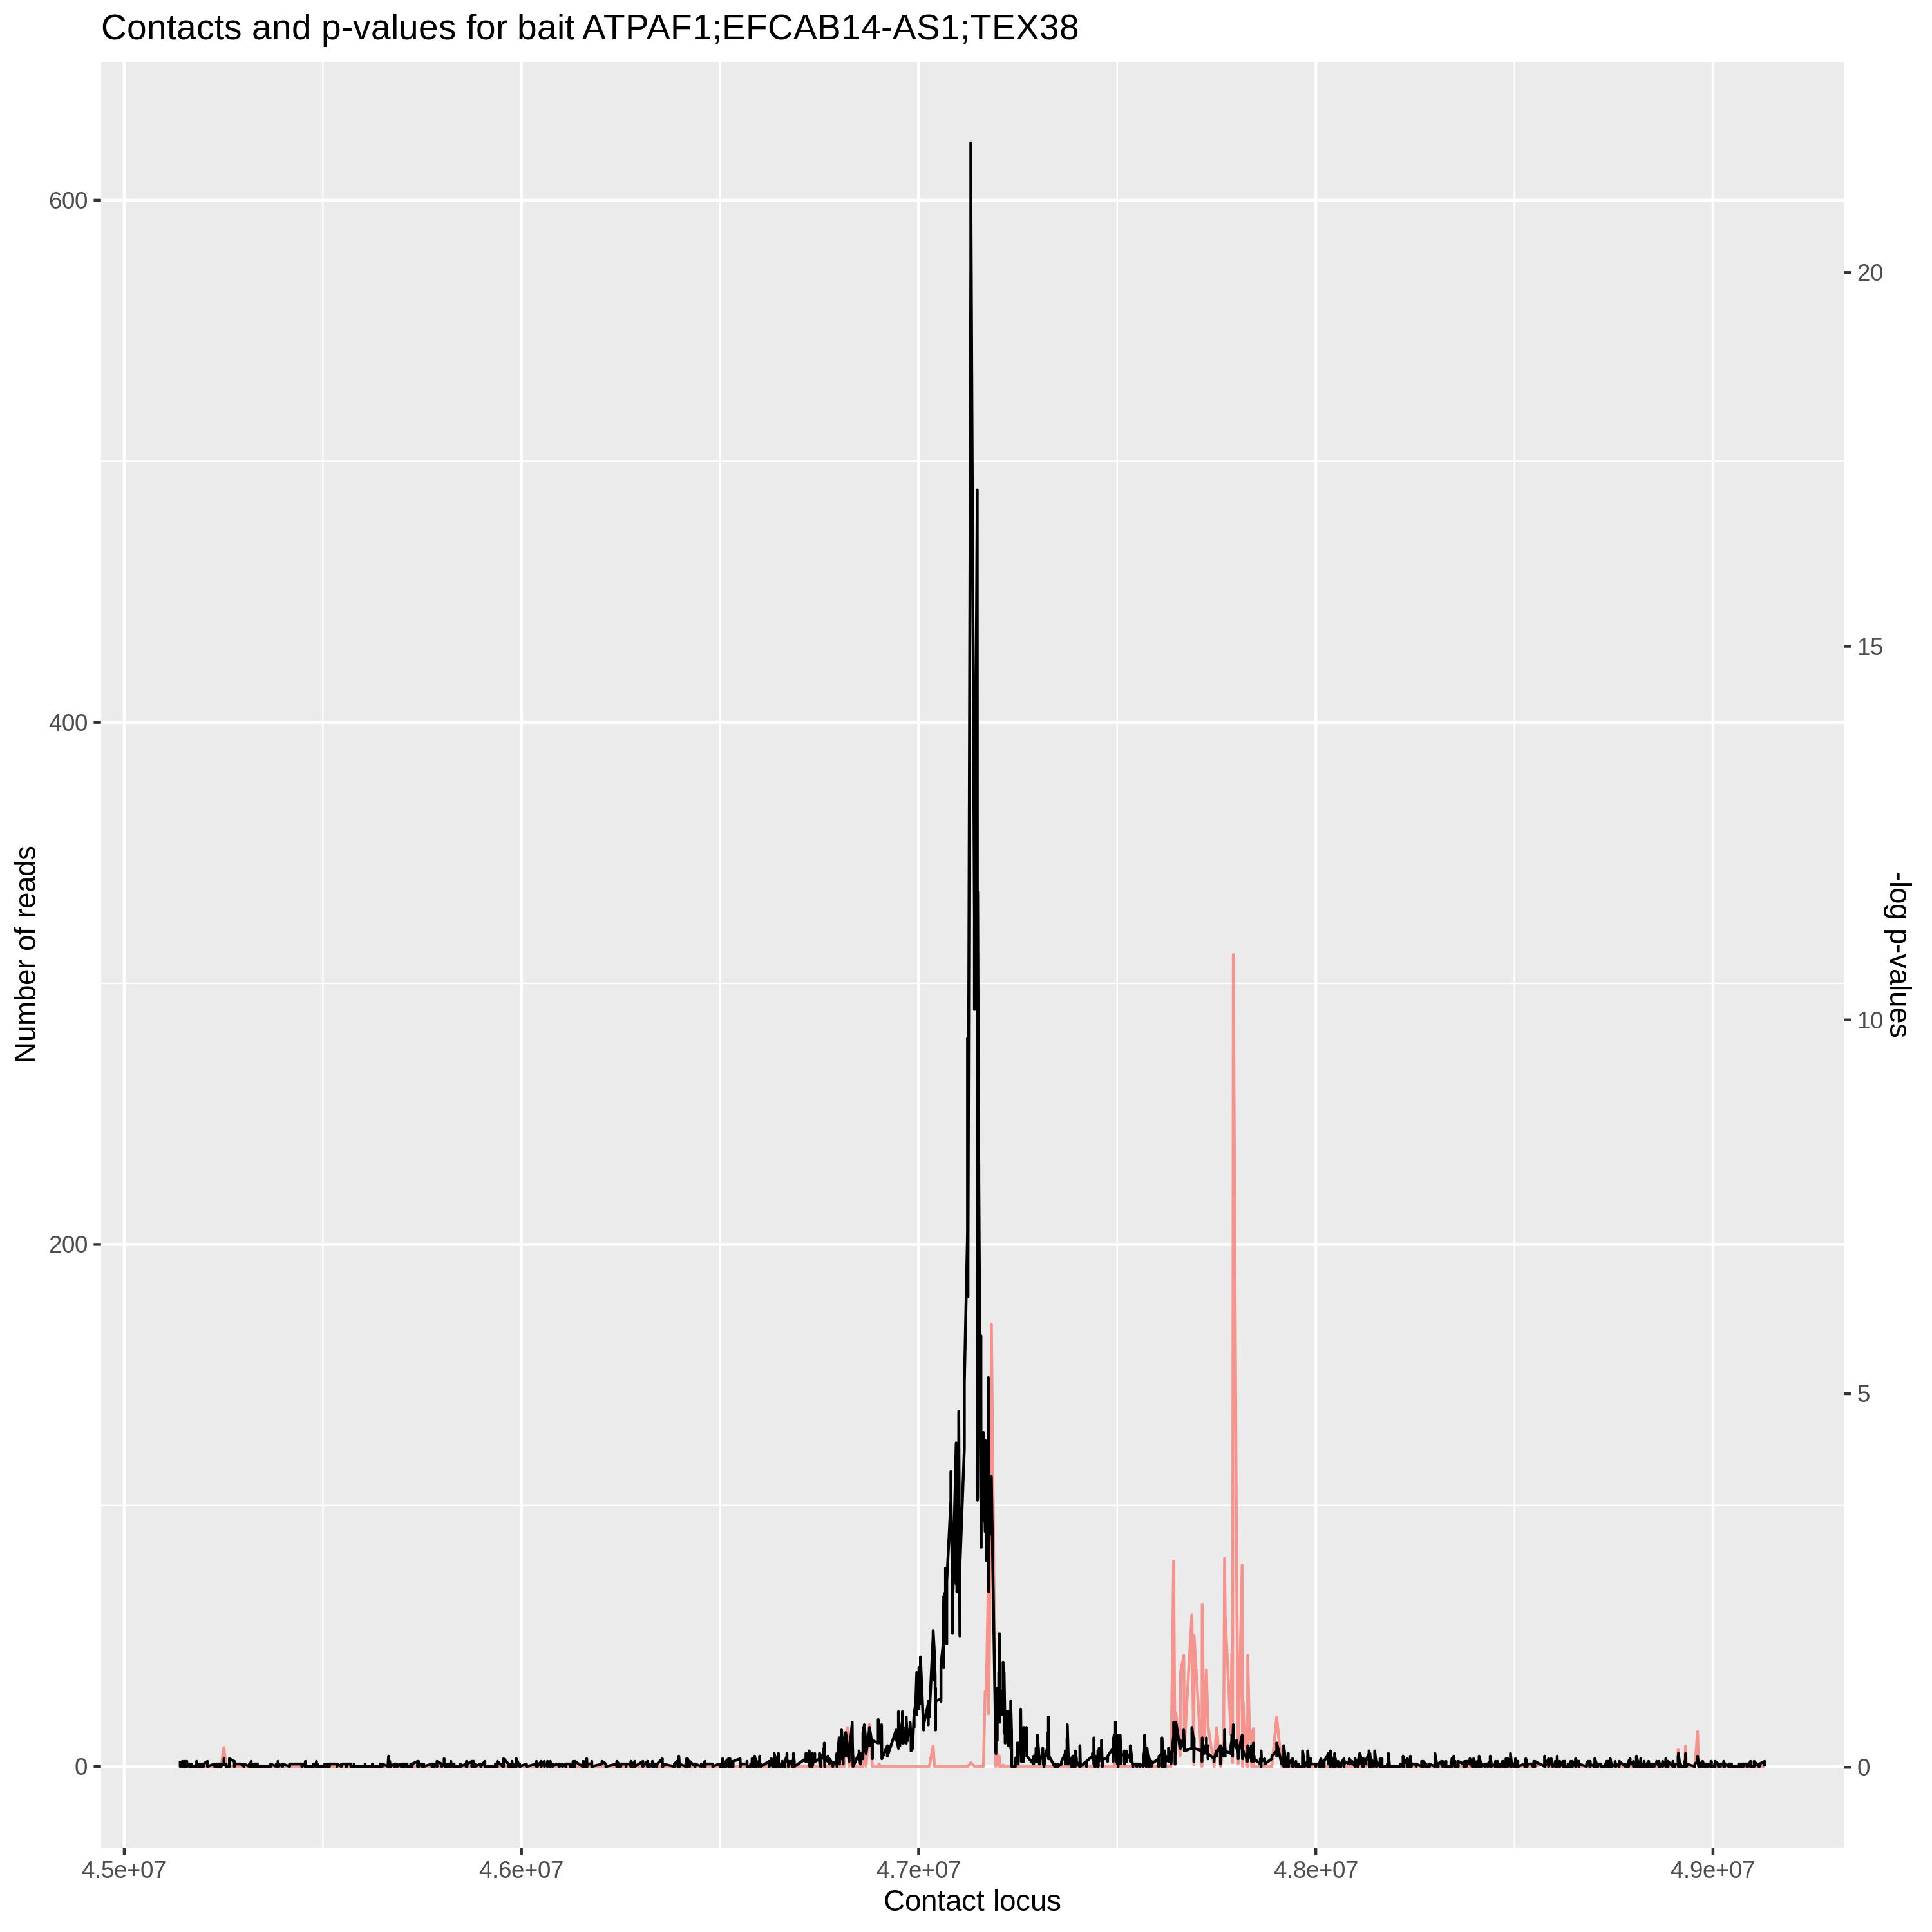 Contacts and p-values for bait ATPAF1;EFCAB14-AS1;TEX38
600
400
200
0
Number of reads
20
15
10
5
0
-log p-values
4.5e+07
4.6e+07
4.7e+07
4.8e+07
4.9e+07
Contact locus